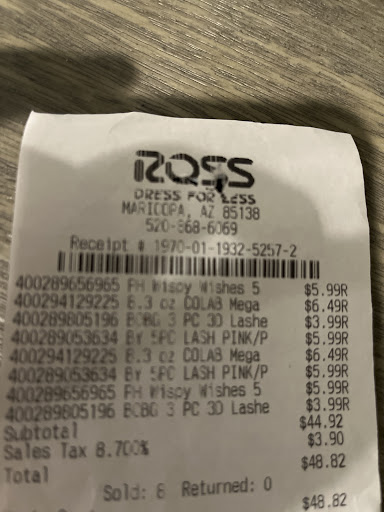 ROSS
DRESS FOR LESS
MARICOPA, AZ 85138
520-868-6069
Receipt # 1970-01-1932-5257-2
400289656965 PH Wispy Wishes 5 $5.99R
400294129225 8.3 oz COLAB Mega $6.49R
400289805196 BCBG 3 PC 3D Lashe $3.99R
400289053634 BY 5PC LASH PINK/P $5.99R
400294129225 8.3 oz COLAB Mega $6.49R
400289053634 BY 5PC LASH PINK/P $5.99R
400289656965 PH Wispy Wishes 5 $5.99R
400289805196 BCBG 3 PC 3D Lashe $3.99R
Subtotal $44.92
Sales Tax 8.700% $3.90
Total $48.82
Sold: 8 Returned: 0
$48.82